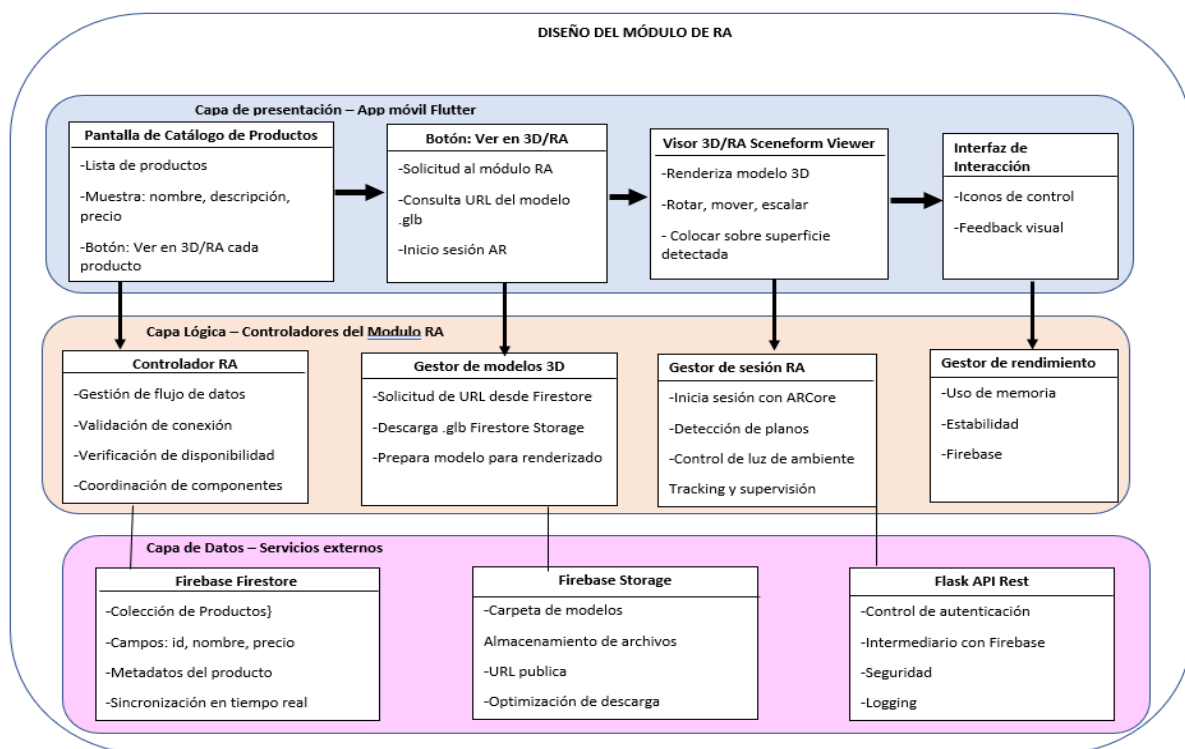 DISEÑO DEL MÓDULO DE RA
Capa de presentación – App móvil Flutter
Pantalla de Catálogo de Productos
-Lista de productos
-Muestra: nombre, descripción,
precio
-Botón: Ver en 3D/RA cada
producto
Botón: Ver en 3D/RA
-Solicitud al módulo RA
-Consulta URL del modelo
.glb
-Inicio sesión AR
Visor 3D/RA Sceneform Viewer
-Renderiza modelo 3D
-Rotar, mover, escalar
- Colocar sobre superficie
detectada
Interfaz de
Interacción
-Iconos de control
-Feedback visual
Capa Lógica – Controladores del Modulo RA
Controlador RA
-Gestión de flujo de datos
-Validación de conexión
-Verificación de disponibilidad
-Coordinación de componentes
Gestor de modelos 3D
-Solicitud de URL desde Firestore
-Descarga .glb Firestore Storage
-Prepara modelo para renderizado
Gestor de sesión RA
-Inicia sesión con ARCore
-Detección de planos
-Control de luz de ambiente
Tracking y supervisión
Gestor de rendimiento
-Uso de memoria
-Estabilidad
-Firebase
Capa de Datos – Servicios externos
Firebase Firestore
-Colección de Productos}
-Campos: id, nombre, precio
-Metadatos del producto
-Sincronización en tiempo real
Firebase Storage
-Carpeta de modelos
Almacenamiento de archivos
-URL publica
-Optimización de descarga
Flask API Rest
-Control de autenticación
-Intermediario con Firebase
-Seguridad
-Logging